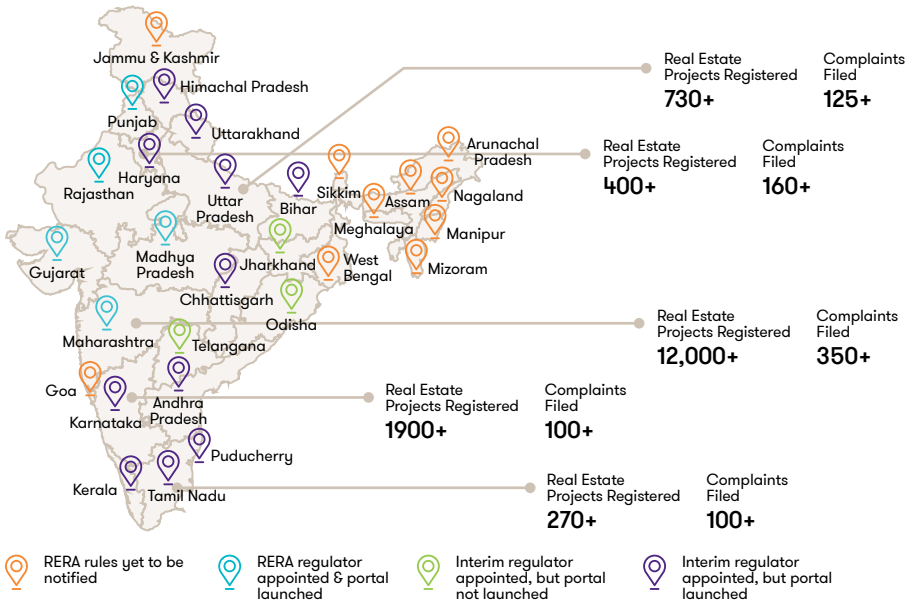 Jammu & Kashmir
Himachal Pradesh
Punjab
Uttarakhand
Haryana
Rajasthan
Uttar
Pradesh
Bihar
Sikkim
Arunachal
Pradesh
Assam
Nagaland
Meghalaya
Manipur
Mizoram
Gujarat
Madhya
Pradesh
Jharkhand
West
Bengal
Chhattisgarh
Odisha
Maharashtra
Telangana
Goa
Karnataka
Andhra
Pradesh
Puducherry
Kerala
Tamil Nadu
Real Estate
Projects Registered
730+
Complaints
Filed
125+
Real Estate
Projects Registered
400+
Complaints
Filed
160+
Real Estate
Projects Registered
12,000+
Complaints
Filed
350+
Real Estate
Projects Registered
1900+
Complaints
Filed
100+
Real Estate
Projects Registered
270+
Complaints
Filed
100+
RERA rules yet to be
notified
RERA regulator
appointed & portal
launched
Interim regulator
appointed, but portal
not launched
Interim regulator
appointed, but portal
launched